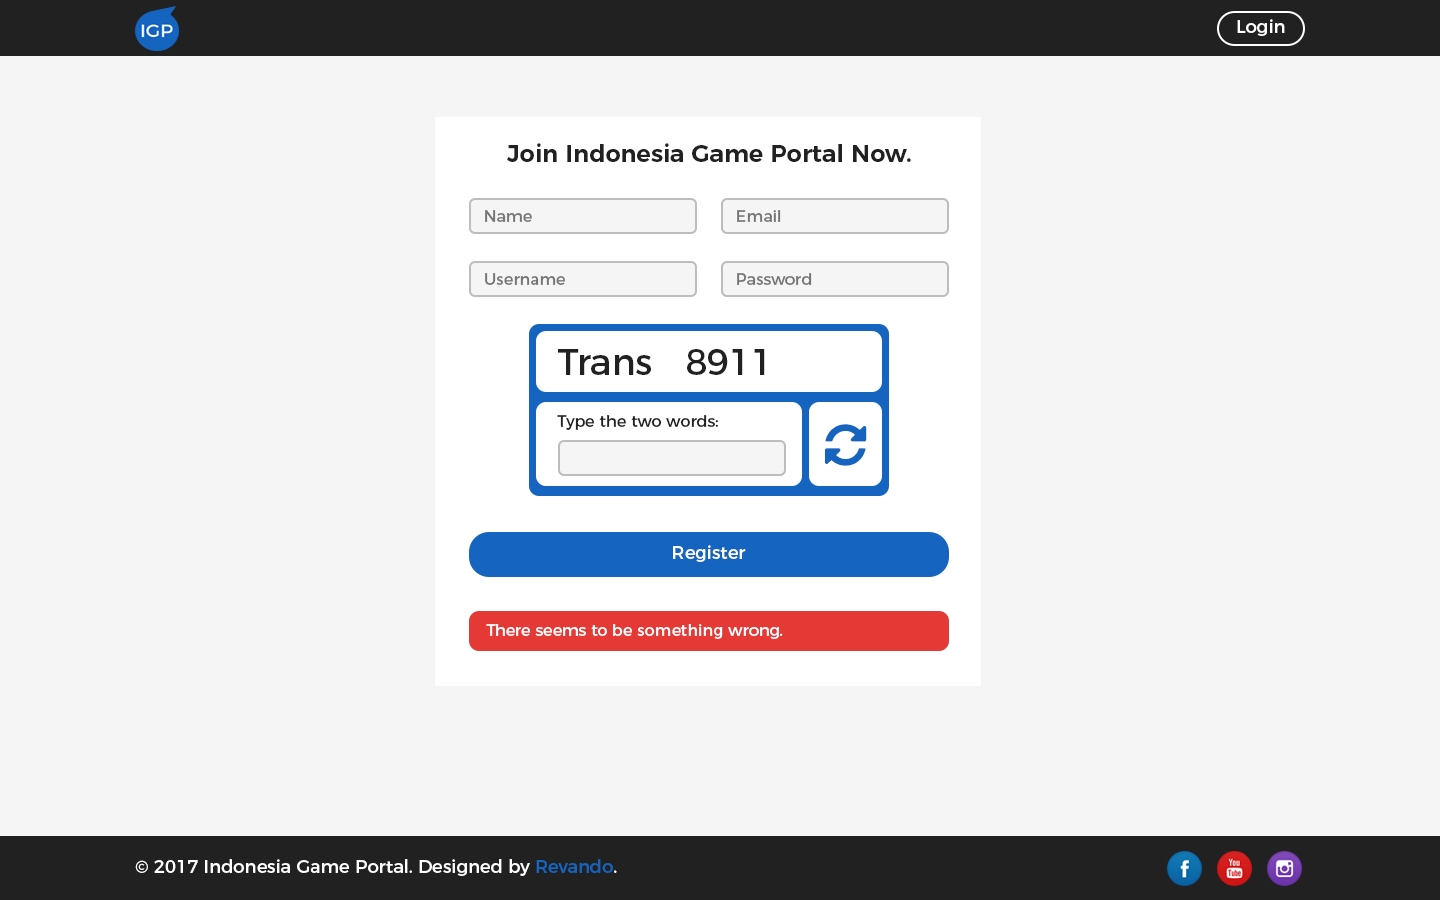 IGP
Login
Join Indonesia Game Portal Now.
Name
Email
Username
Password
Trans 8911
Type the two words:
Register
There seems to be something wrong.
© 2017 Indonesia Game Portal. Designed by Revando.
f
You
Tube